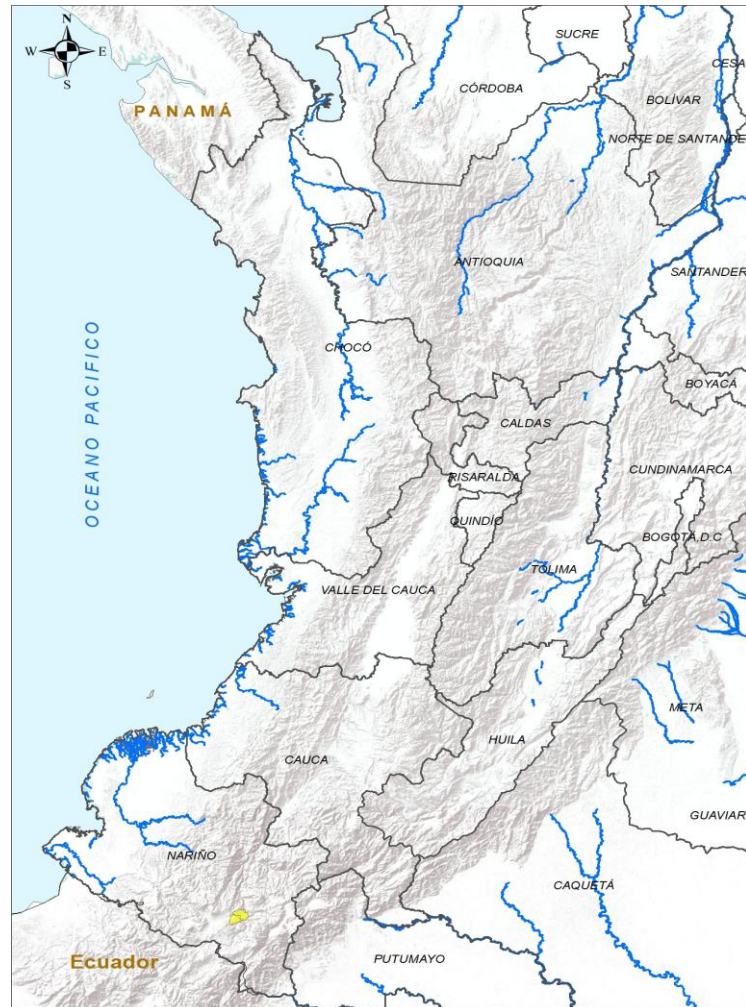 N
W E
S
PANAMÁ
SUCRE
CÓRDOBA
CESA
BOLÍVAR
NORTE DE SANTANDE
ANTIOQUIA
SANTANDER
OCEANO PACIFICO
CHOCÓ
BOYACÁ
CALDAS
CUNDINAMARCA
RISARALDA
QUINDÍO
BOGOTÁ, D.C
TOLIMA
VALLE DEL CAUCA
META
HUILA
CAUCA
GUAVIAR
NARIÑO
CAQUETÁ
Ecuador
PUTUMAYO